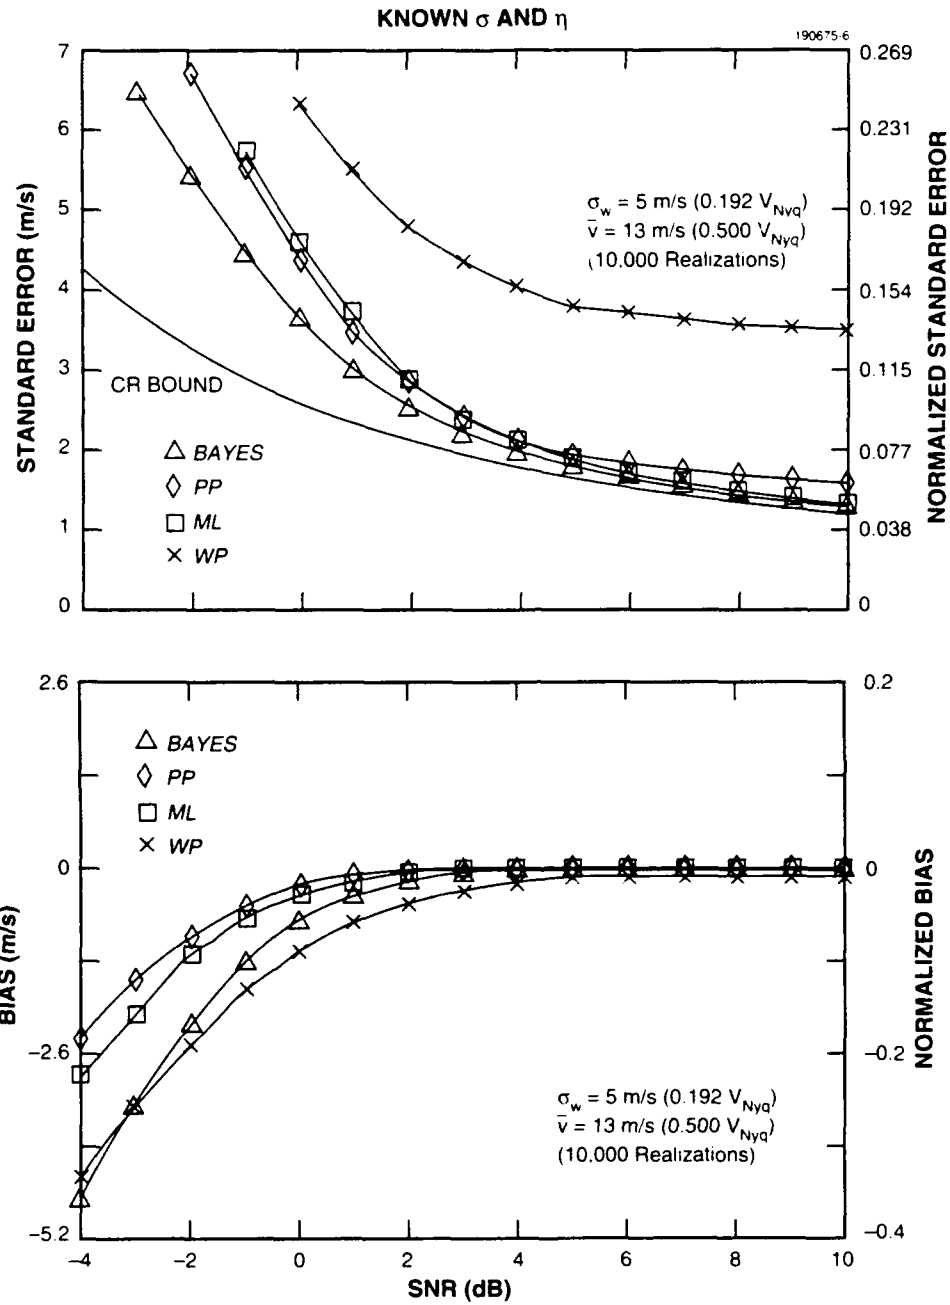 KNOWN σ AND η
190675-6
7
6
5
4
3
2
1
0
STANDARD ERROR (m/s)
0.269
0.231
0.192
0.154
0.115
0.077
0.038
0
NORMALIZED STANDARD ERROR
σw = 5 m/s (0.192 VNyq)
v̄ = 13 m/s (0.500 VNyq)
(10,000 Realizations)
CR BOUND
BAYES
PP
ML
WP
2.6
0
–2.6
–5.2
BIAS (m/s)
0.2
0
–0.2
–0.4
NORMALIZED BIAS
BAYES
PP
ML
WP
σw = 5 m/s (0.192 VNyq)
v̄ = 13 m/s (0.500 VNyq)
(10,000 Realizations)
–4 –2 0 2 4 6 8 10
SNR (dB)